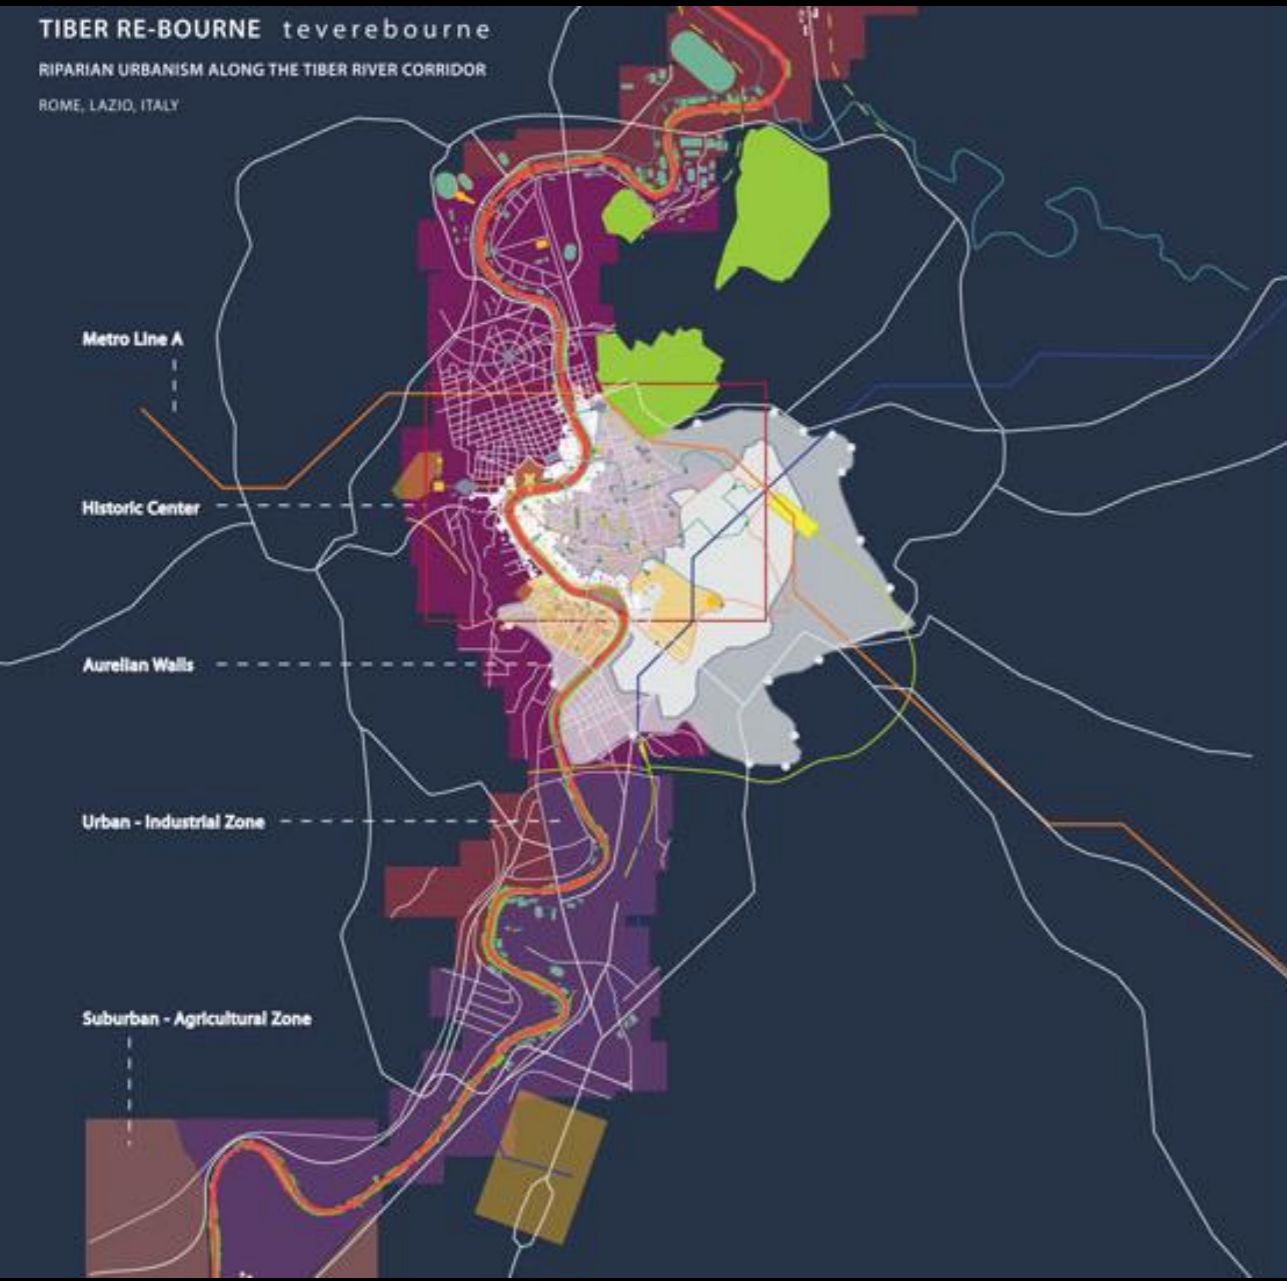 TIBER RE-BOURNE teverebourne
RIPARIAN URBANISM ALONG THE TIBER RIVER CORRIDOR
ROME, LAZIO, ITALY
Metro Line A
Historic Center
Aurelian Walls
Urban - Industrial Zone
Suburban - Agricultural Zone